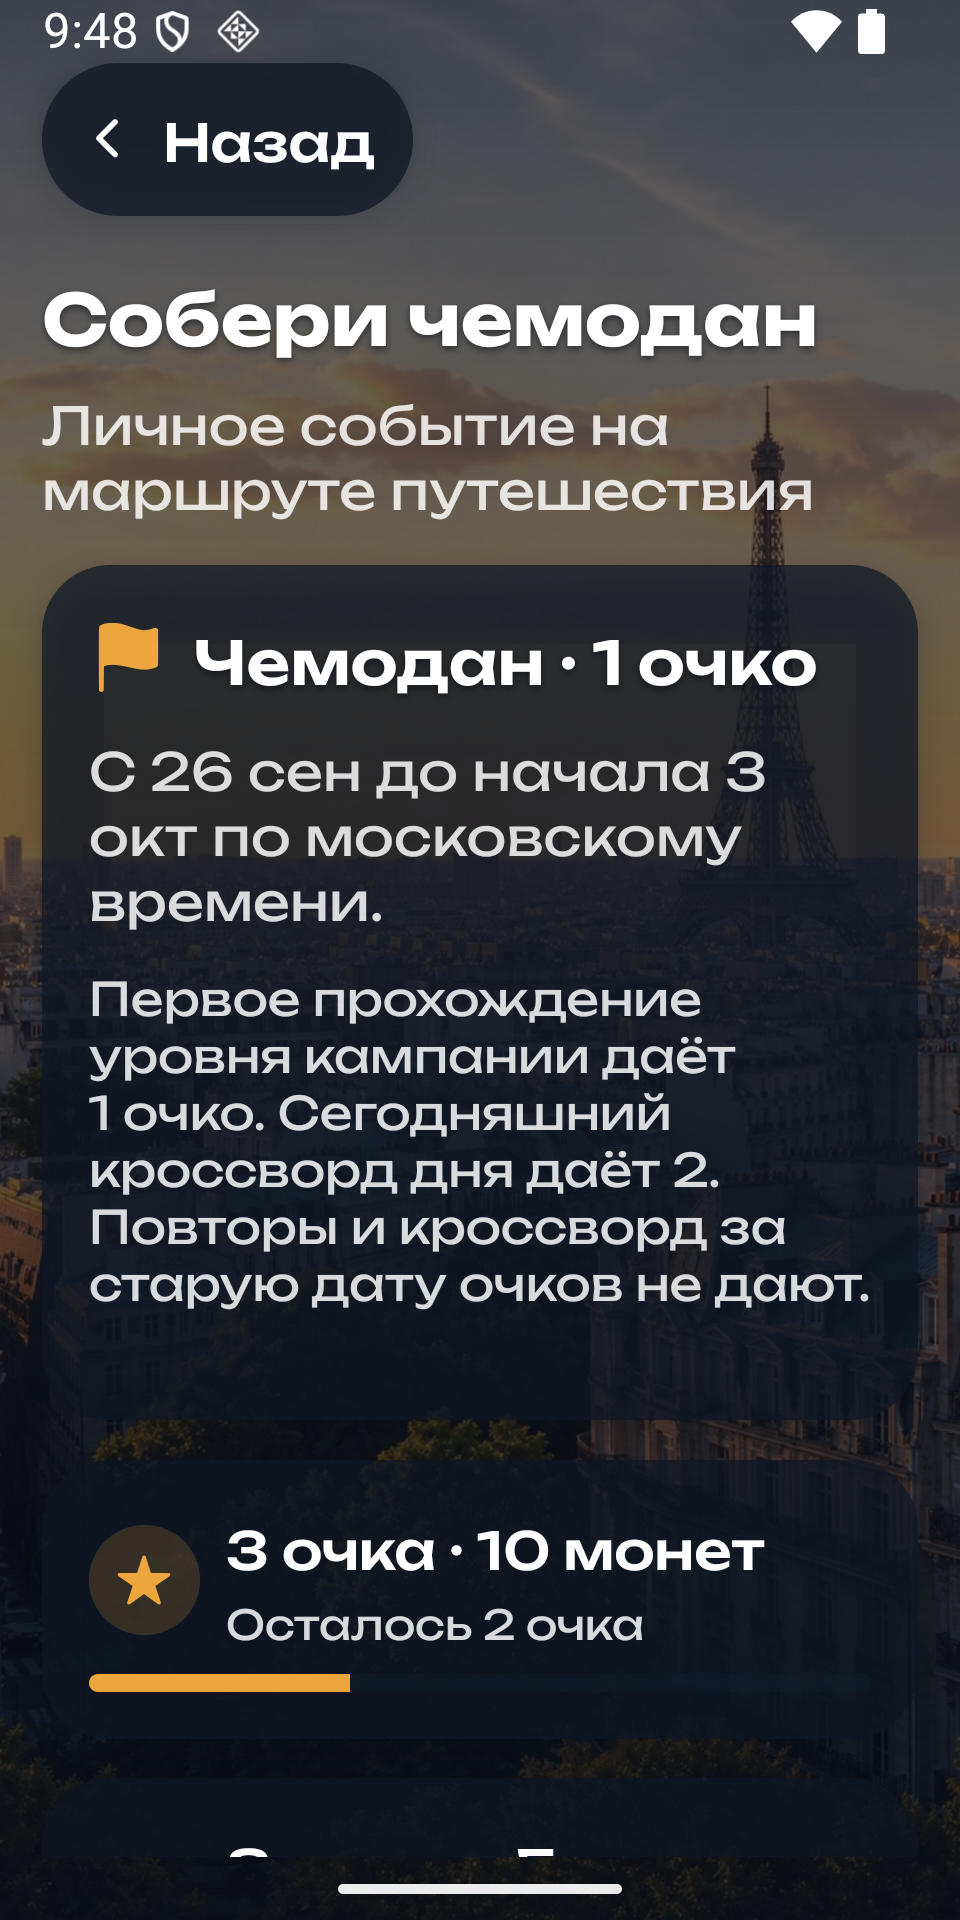 9:48
Назад
Собери чемодан
Личное событие на
маршруте путешествия
Чемодан · 1 очко
С 26 сен до начала 3
окт по московскому
времени.
Первое прохождение
уровня кампании даёт
1 очко. Сегодняшний
кроссворд дня даёт 2.
Повторы и кроссворд за
старую дату очков не дают.
3 очка · 10 монет
Осталось 2 очка